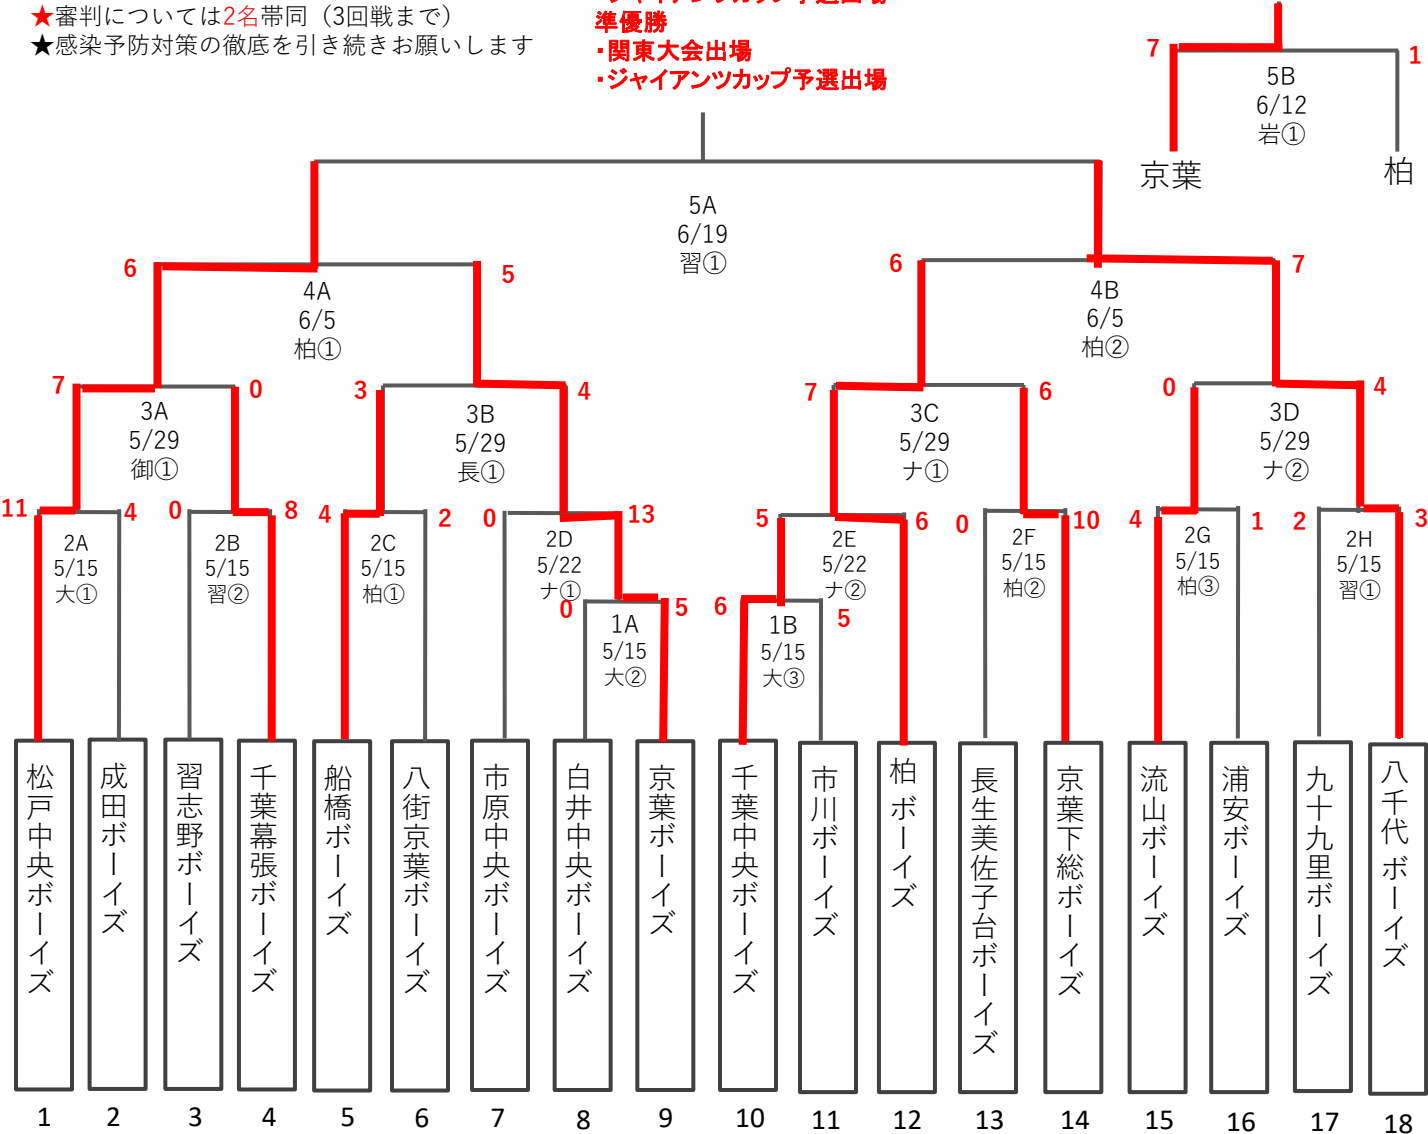 ★審判については2名帯同（3回戦まで）
★感染予防対策の徹底を引き続きお願いします
準優勝
・関東大会出場
・ジャイアンツカップ予選出場
7
1
5B
6/12
岩①
京葉
柏
5A
6/19
習①
6
5
4A
6/5
柏①
6
7
4B
6/5
柏②
7
0
3A
5/29
御①
3
4
3B
5/29
長①
7
6
3C
5/29
ナ①
0
4
3D
5/29
ナ②
11
4
2A
5/15
大①
0
8
2B
5/15
習②
4
2
2C
5/15
柏①
0
13
2D
5/22
ナ①
5
6
2E
5/22
ナ②
0
10
2F
5/15
柏②
4
1
2G
5/15
柏③
2
3
2H
5/15
習①
0
5
1A
5/15
大②
6
5
1B
5/15
大③
松戸中央ボーイズ
成田ボーイズ
習志野ボーイズ
千葉幕張ボーイズ
船橋ボーイズ
八街京葉ボーイズ
市原中央ボーイズ
白井中央ボーイズ
京葉ボーイズ
千葉中央ボーイズ
市川ボーイズ
柏 ボーイズ
長生美佐子台ボーイズ
京葉下総ボーイズ
流山ボーイズ
浦安ボーイズ
九十九里ボーイズ
八千代 ボーイズ
1
2
3
4
5
6
7
8
9
10
11
12
13
14
15
16
17
18